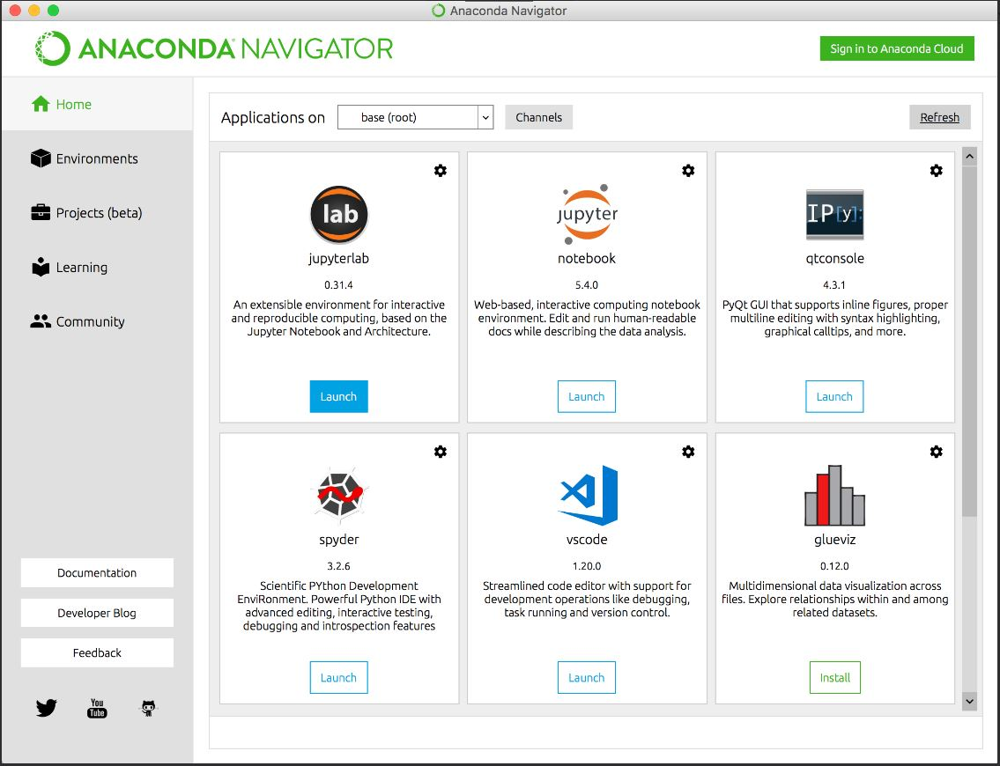 Anaconda Navigator
ANACONDA NAVIGATOR
Sign in to Anaconda Cloud
Home
Environments
Projects (beta)
Learning
Community
Documentation
Developer Blog
Feedback
You
Tube
Applications on
base (root)
Channels
Refresh
lab
jupyterlab
0.31.4
An extensible environment for interactive
and reproducible computing, based on the
Jupyter Notebook and Architecture.
Launch
jupyter
notebook
5.4.0
Web-based, interactive computing notebook
environment. Edit and run human-readable
docs while describing the data analysis.
Launch
IP[y]:
qtconsole
4.3.1
PyQt GUI that supports inline figures, proper
multiline editing with syntax highlighting,
graphical calltips, and more.
Launch
spyder
3.2.6
Scientific PYthon Development
EnviRonment. Powerful Python IDE with
advanced editing, interactive testing,
debugging and introspection features
Launch
vscode
1.20.0
Streamlined code editor with support for
development operations like debugging,
task running and version control.
Launch
glueviz
0.12.0
Multidimensional data visualization across
files. Explore relationships within and among
related datasets.
Install